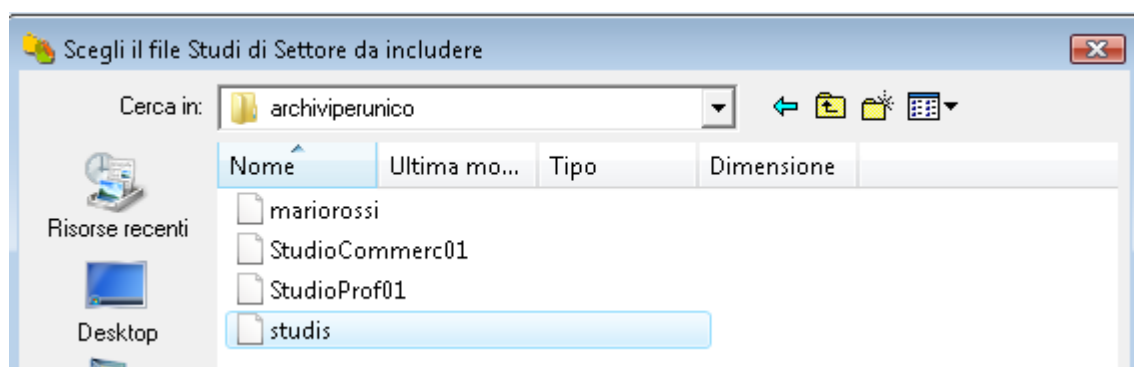 Scegli il file Studi di Settore da includere
Cerca in: archiviperunico
Nome Ultima mo... Tipo Dimensione
mariorossi
Risorse recenti
StudioCommerc01
StudioProf01
Desktop
studis